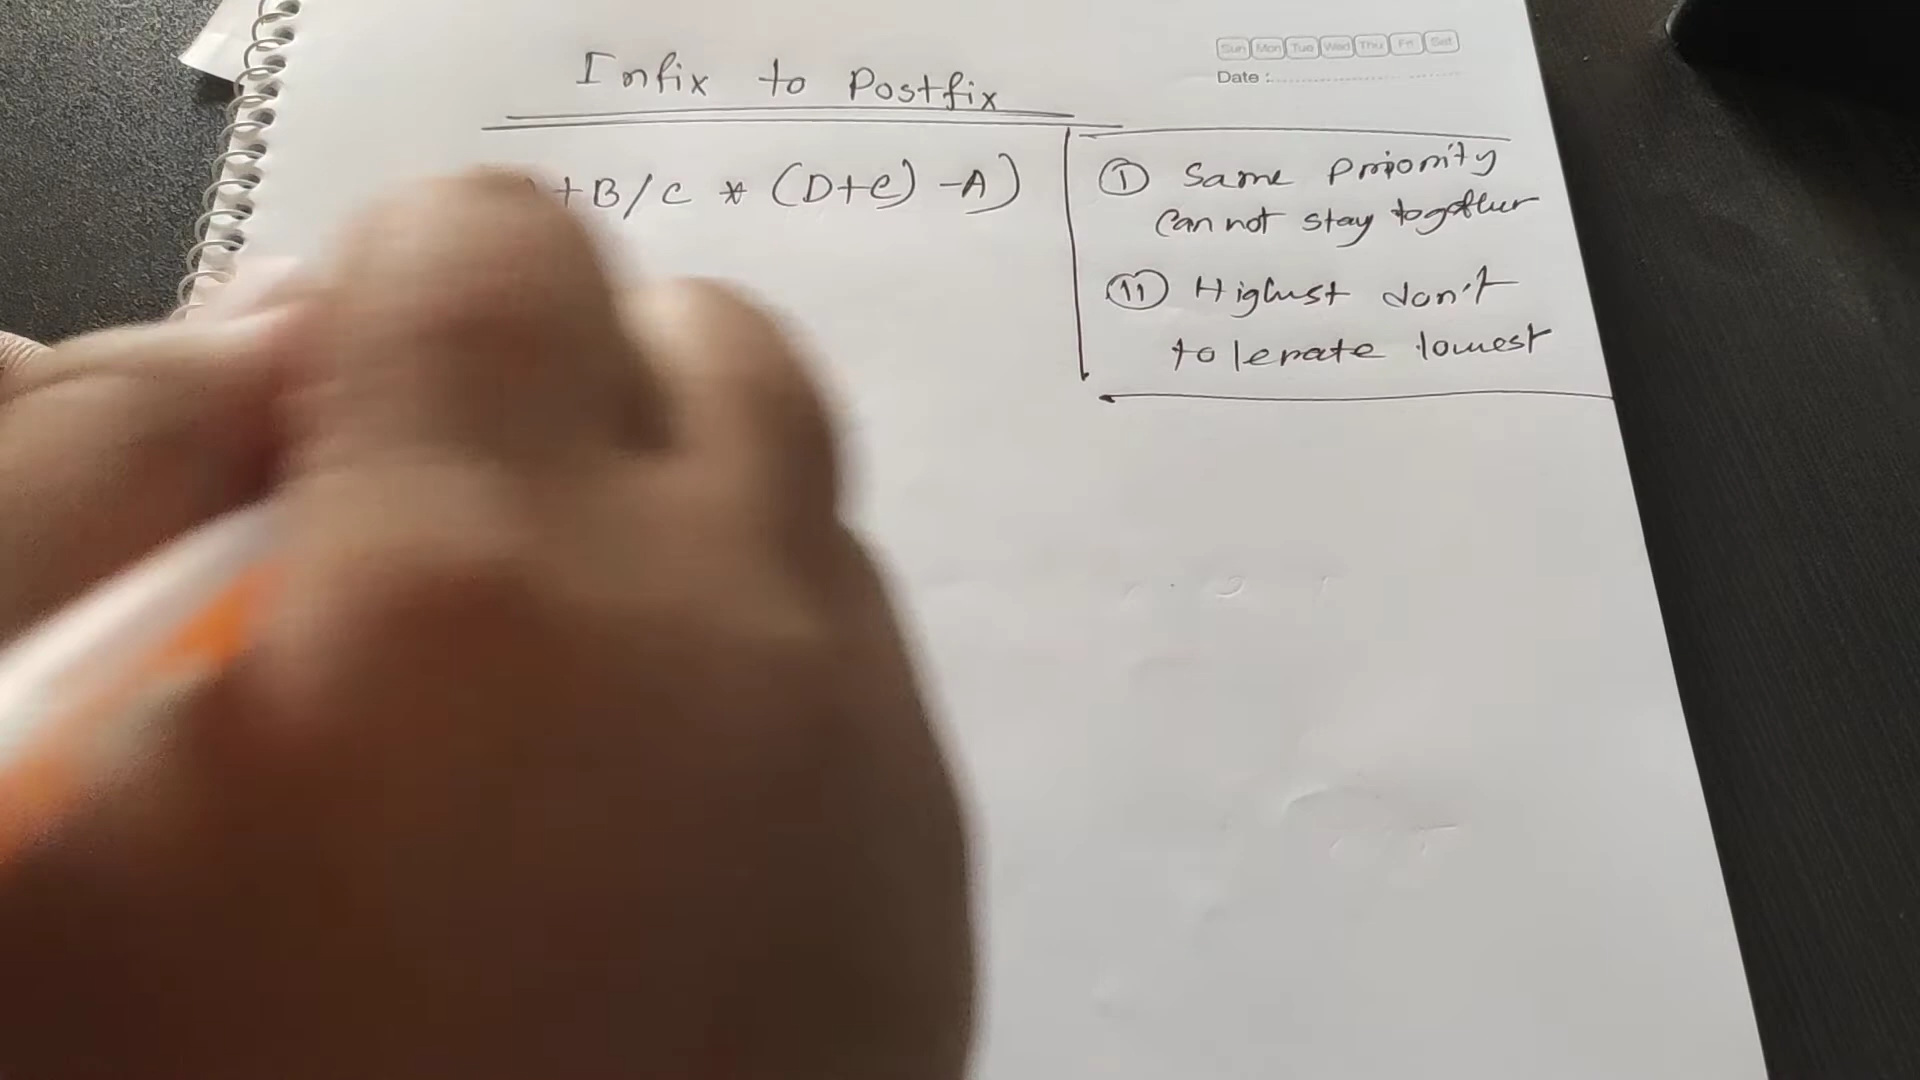 Infix to Postfix
Sun Mon Tue Wed Thu Fri Sat
Date :
+B/C * (D+C) -A)
① Same Priority
can not stay together
⑪ Highest don't
tolerate lowest